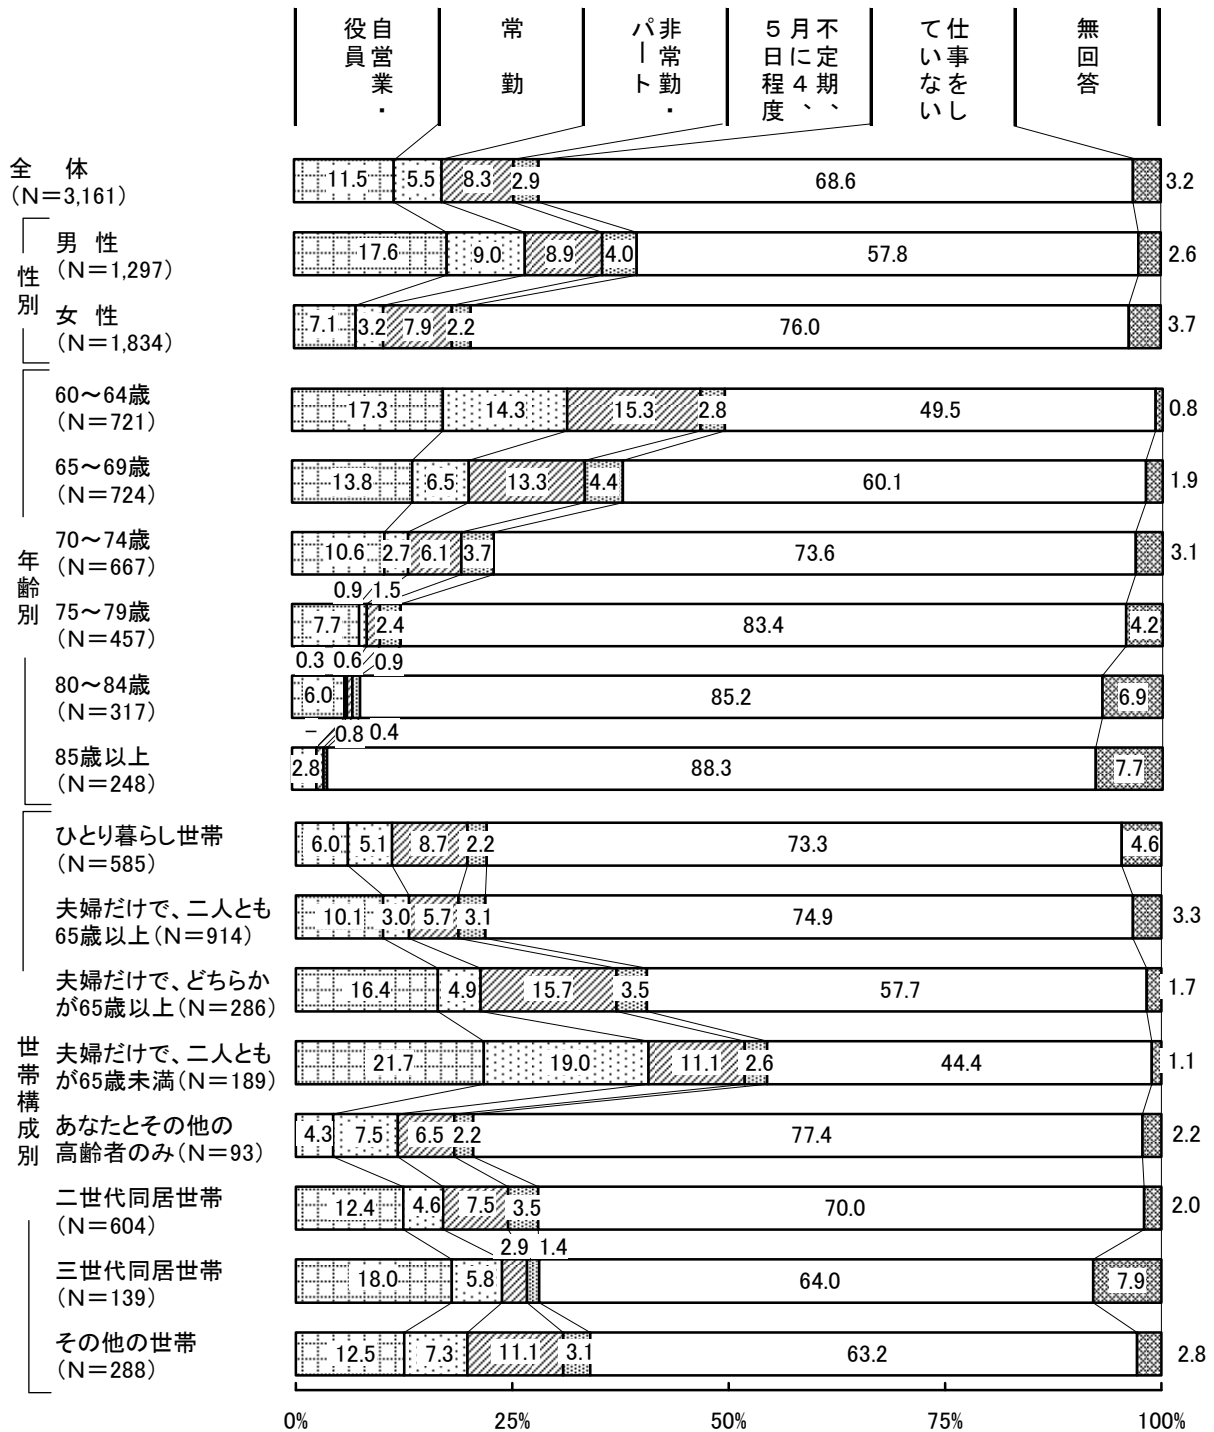 自営業・役員
常　勤
非常勤・パート
不定期、月に４、５日程度
仕事をしていない
無回答
全　体
（N＝3,161）
11.5 5.5 8.3 2.9 68.6 3.2
性別
男　性
（N＝1,297）
17.6 9.0 8.9 4.0 57.8 2.6
女　性
（N＝1,834）
7.1 3.2 7.9 2.2 76.0 3.7
年齢別
60～64歳
（N＝721）
17.3 14.3 15.3 2.8 49.5 0.8
65～69歳
（N＝724）
13.8 6.5 13.3 4.4 60.1 1.9
70～74歳
（N＝667）
10.6 2.7 6.1 3.7 73.6 3.1
0.9 1.5
75～79歳
（N＝457）
7.7 2.4 83.4 4.2
0.3 0.6 0.9
80～84歳
（N＝317）
6.0 85.2 6.9
－ 0.8 0.4
85歳以上
（N＝248）
2.8 88.3 7.7
世帯構成別
ひとり暮らし世帯
（N＝585）
6.0 5.1 8.7 2.2 73.3 4.6
夫婦だけで、二人とも
65歳以上（N＝914）
10.1 3.0 5.7 3.1 74.9 3.3
夫婦だけで、どちらか
が65歳以上（N＝286）
16.4 4.9 15.7 3.5 57.7 1.7
夫婦だけで、二人とも
が65歳未満（N＝189）
21.7 19.0 11.1 2.6 44.4 1.1
あなたとその他の
高齢者のみ（N＝93）
4.3 7.5 6.5 2.2 77.4 2.2
二世代同居世帯
（N＝604）
12.4 4.6 7.5 3.5 70.0 2.0
2.9 1.4
三世代同居世帯
（N＝139）
18.0 5.8 64.0 7.9
その他の世帯
（N＝288）
12.5 7.3 11.1 3.1 63.2 2.8
0% 25% 50% 75% 100%